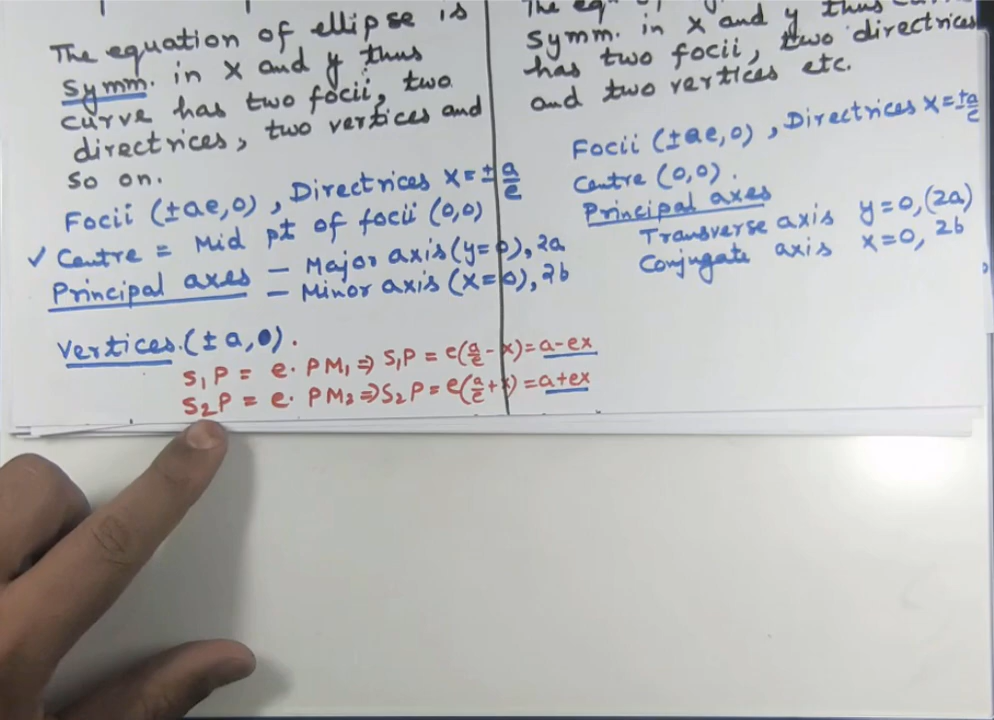 The equation of ellipse is
symm. in x and y thus
curve has two focii, two
directrices, two vertices and
so on.
Focii (±ae,0), Directrices x=±a/e
✓ Centre = Mid pt of focii (0,0)
Principal axes – Major axis (y=0), 2a
– Minor axis (x=0), 2b
Vertices (±a,0).
S₁P = e. PM₁ ⇒ S₁P = e(a/e-x) = a-ex
S₂P = e. PM₂ ⇒ S₂P = e(a/e+x) = a+ex
The
symm. in x and y thus
has two focii, two directrices
and two vertices etc.
Focii (±ae,0), Directrices x=±a/e
Centre (0,0).
Principal axes
Transverse axis y=0,(2a)
Conjugate axis x=0, 2b